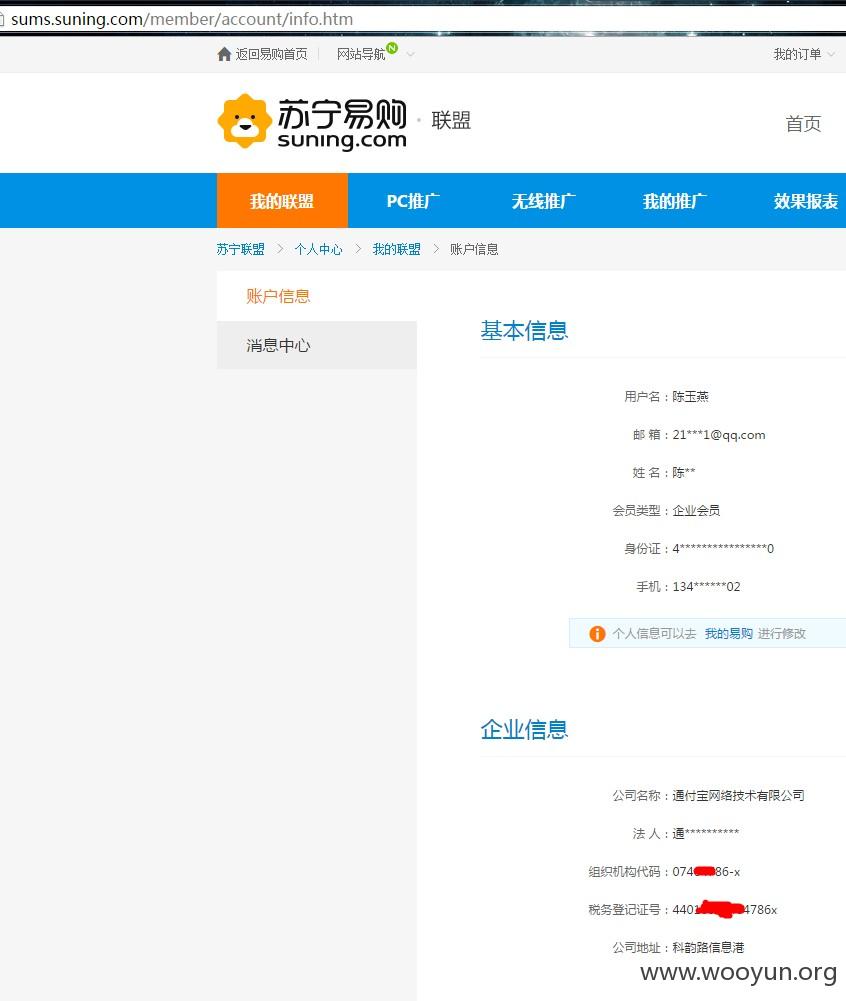 sums.suning.com/member/account/info.htm
返回易购首页 网站导航 N 我的订单
苏宁易购 suning.com · 联盟 首页
我的联盟 PC推广 无线推广 我的推广 效果报表
苏宁联盟 > 个人中心 > 我的联盟 > 账户信息
账户信息
消息中心
基本信息
用户名：陈玉燕
邮 箱：21***1@qq.com
姓 名：陈**
会员类型：企业会员
身份证：4****************0
手机：134******02
个人信息可以去 我的易购 进行修改
企业信息
公司名称：通付宝网络技术有限公司
法 人：通**********
组织机构代码：074 86-x
税务登记证号：4401 4786x
公司地址：科韵路信息港
www.wooyun.org